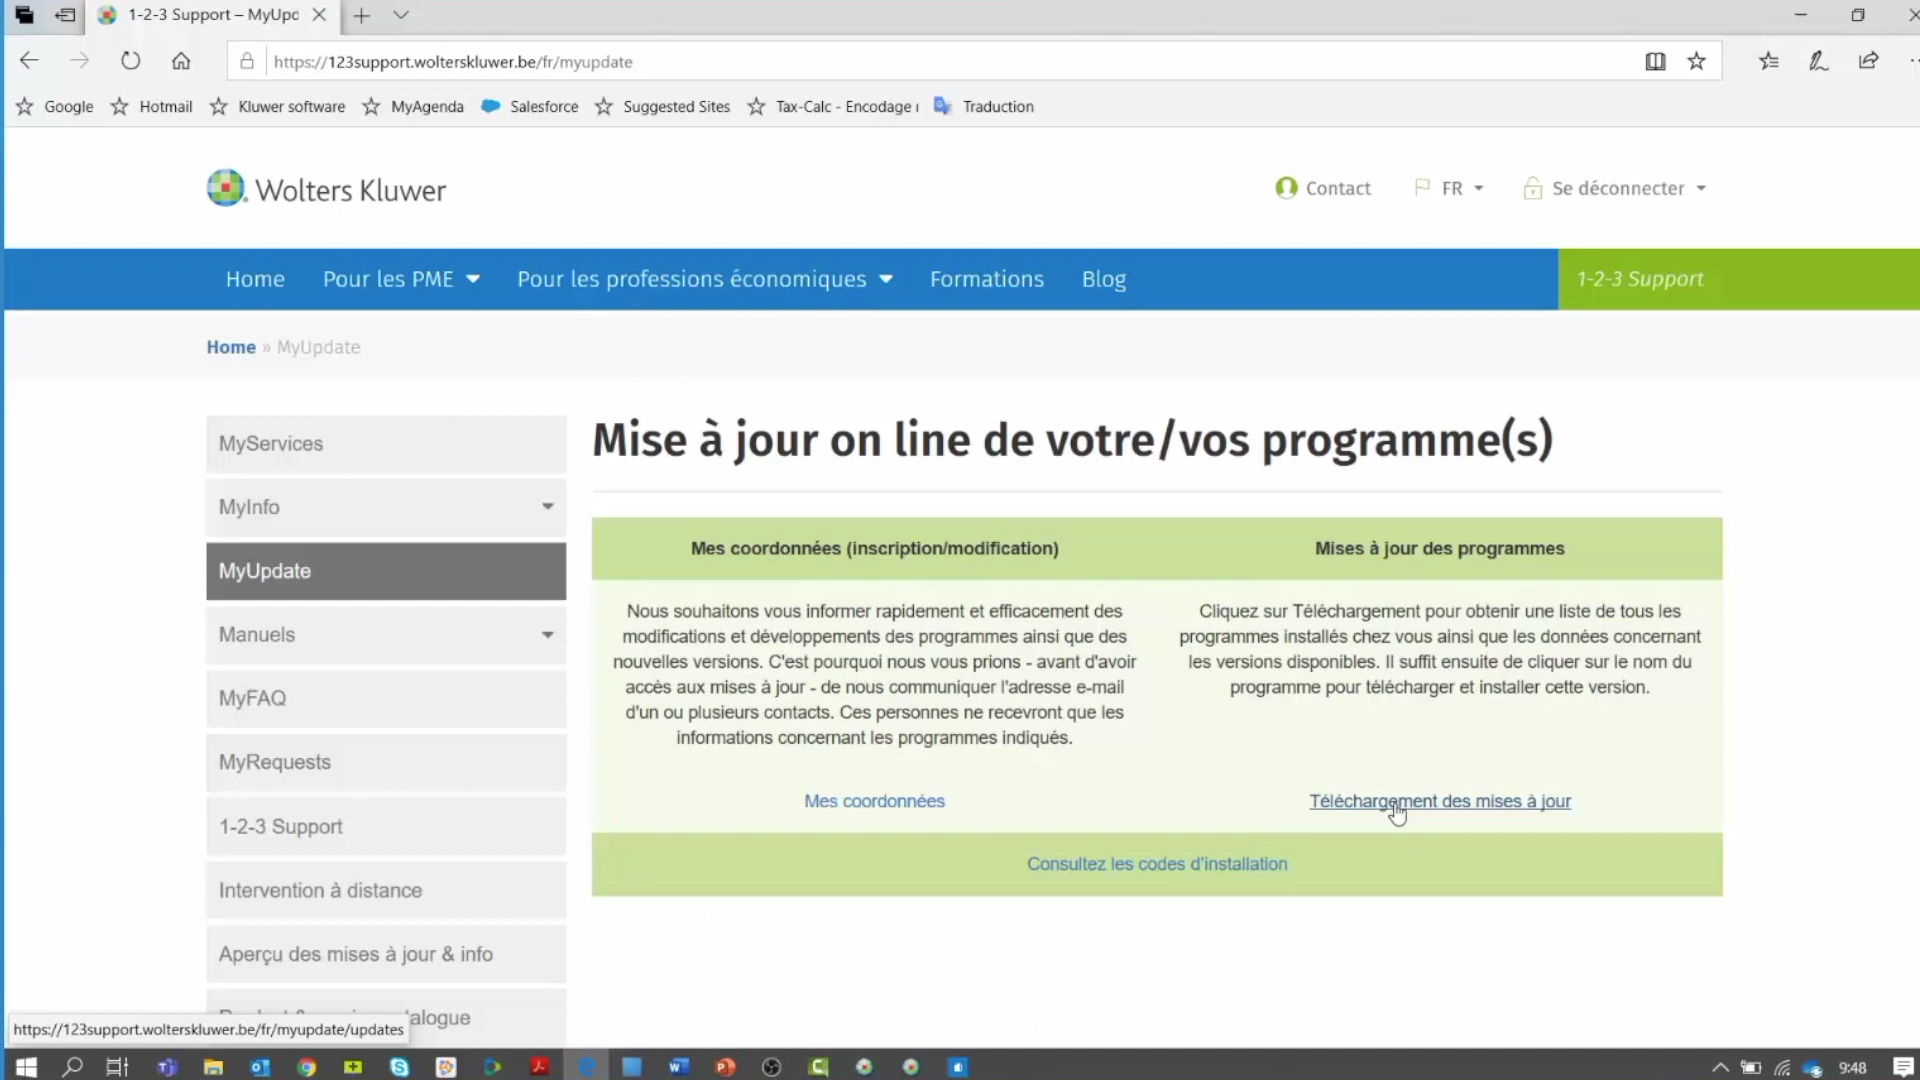 1-2-3 Support – MyUpd
https://123support.wolterskluwer.be/fr/myupdate
Google Hotmail Kluwer software MyAgenda Salesforce Suggested Sites Tax-Calc - Encodage Traduction
Wolters Kluwer
Contact FR Se déconnecter
Home Pour les PME Pour les professions économiques Formations Blog 1-2-3 Support
Home » MyUpdate
MyServices
MyInfo
MyUpdate
Manuels
MyFAQ
MyRequests
1-2-3 Support
Intervention à distance
Aperçu des mises à jour & info
alogue
Mise à jour on line de votre/vos programme(s)
Mes coordonnées (inscription/modification)
Nous souhaitons vous informer rapidement et efficacement des
modifications et développements des programmes ainsi que des
nouvelles versions. C'est pourquoi nous vous prions - avant d'avoir
accès aux mises à jour - de nous communiquer l'adresse e-mail
d'un ou plusieurs contacts. Ces personnes ne recevront que les
informations concernant les programmes indiqués.
Mes coordonnées
Mises à jour des programmes
Cliquez sur Téléchargement pour obtenir une liste de tous les
programmes installés chez vous ainsi que les données concernant
les versions disponibles. Il suffit ensuite de cliquer sur le nom du
programme pour télécharger et installer cette version.
Téléchargement des mises à jour
Consultez les codes d'installation
https://123support.wolterskluwer.be/fr/myupdate/updates
9:48